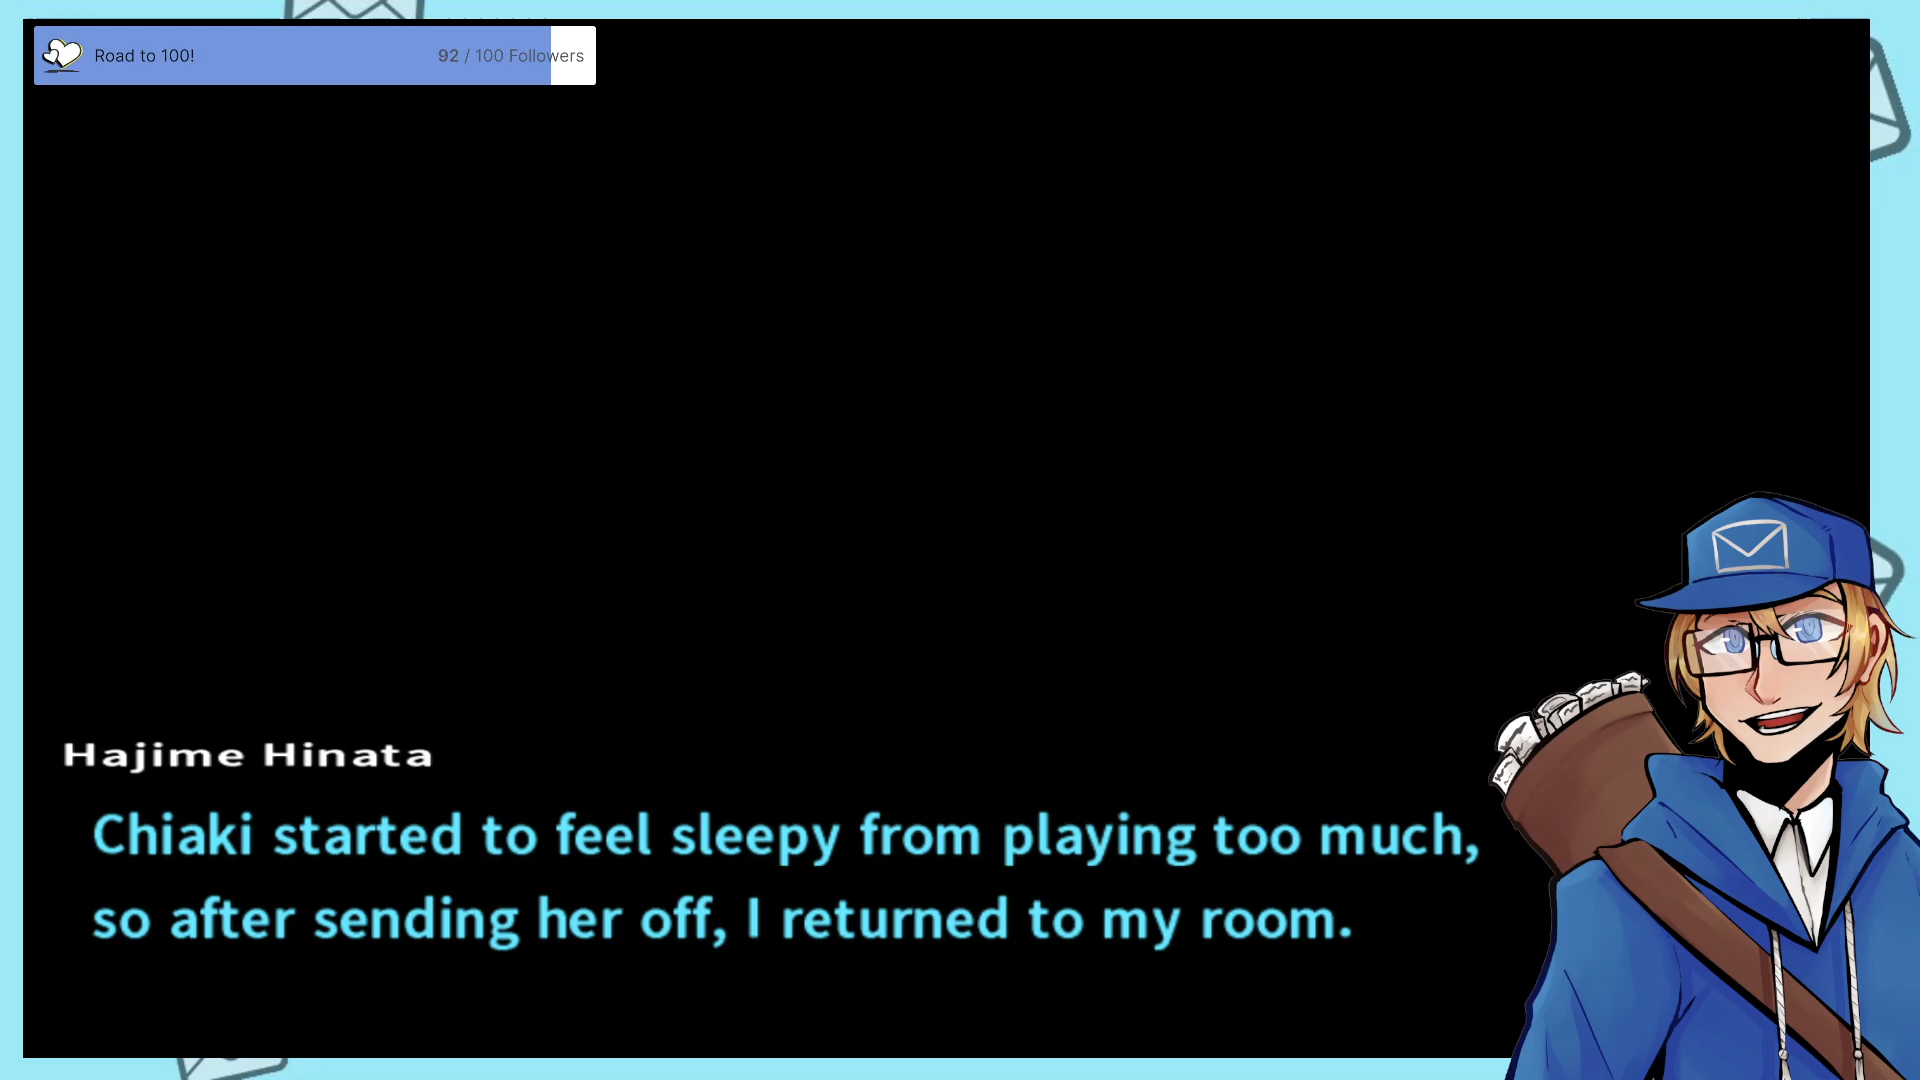 Road to 100!
92 / 100 Followers
Hajime Hinata
Chiaki started to feel sleepy from playing too much,
so after sending her off, I returned to my room.